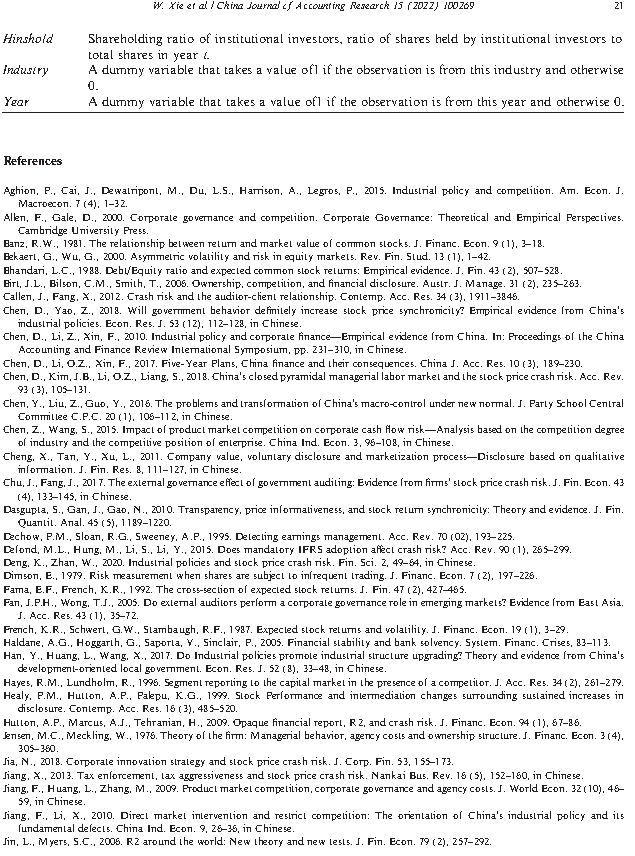 W. Xie et al / China Journal of Accounting Research 15 (2022) 100269 21
Hinshold Shareholding ratio of institutional investors, ratio of shares held by institutional investors to
total shares in year t.
Industry A dummy variable that takes a value of1 if the observation is from this industry and otherwise
0.
Year A dummy variable that takes a value of1 if the observation is from this year and otherwise 0.
References
Aghion, P., Cai, J., Dewatripont, M., Du, L.S., Harrison, A., Legros, P., 2015. Industrial policy and competition. Am. Econ. J.
Macroecon. 7 (4), 1–32.
Allen, F., Gale, D., 2000. Corporate governance and competition. Corporate Governance: Theoretical and Empirical Perspectives.
Cambridge University Press.
Banz, R.W., 1981. The relationship between return and market value of common stocks. J. Financ. Econ. 9 (1), 3–18.
Bekaert, G., Wu, G., 2000. Asymmetric volatility and risk in equity markets. Rev. Fin. Stud. 13 (1), 1–42.
Bhandari, L.C., 1988. Debt/Equity ratio and expected common stock returns: Empirical evidence. J. Fin. 43 (2), 507–528.
Birt, J.L., Bilson, C.M., Smith, T., 2006. Ownership, competition, and financial disclosure. Austr. J. Manage. 31 (2), 235–263.
Callen, J., Fang, X., 2012. Crash risk and the auditor-client relationship. Contemp. Acc. Res. 34 (3), 1911–3846.
Chen, D., Yao, Z., 2018. Will government behavior definitely increase stock price synchronicity? Empirical evidence from China's
industrial policies. Econ. Res. J. 53 (12), 112–128, in Chinese.
Chen, D., Li, Z., Xin, F., 2010. Industrial policy and corporate finance—Empirical evidence from China. In: Proceedings of the China
Accounting and Finance Review International Symposium, pp. 231–310, in Chinese.
Chen, D., Li, O.Z., Xin, F., 2017. Five-Year Plans, China finance and their consequences. China J. Acc. Res. 10 (3), 189–230.
Chen, D., Kim, J.B., Li, O.Z., Liang, S., 2018. China's closed pyramidal managerial labor market and the stock price crash risk. Acc. Rev.
93 (3), 105–131.
Chen, Y., Liu, Z., Guo, Y., 2016. The problems and transformation of China's macro-control under new normal. J. Party School Central
Committee C.P.C. 20 (1), 106–112, in Chinese.
Chen, Z., Wang, S., 2015. Impact of product market competition on corporate cash flow risk—Analysis based on the competition degree
of industry and the competitive position of enterprise. China Ind. Econ. 3, 96–108, in Chinese.
Cheng, X., Tan, Y., Xu, L., 2011. Company value, voluntary disclosure and marketization process—Disclosure based on qualitative
information. J. Fin. Res. 8, 111–127, in Chinese.
Chu, J., Fang, J., 2017. The external governance effect of government auditing: Evidence from firms' stock price crash risk. J. Fin. Econ. 43
(4), 133–145, in Chinese.
Dasgupta, S., Gan, J., Gao, N., 2010. Transparency, price informativeness, and stock return synchronicity: Theory and evidence. J. Fin.
Quantit. Anal. 45 (5), 1189–1220.
Dechow, P.M., Sloan, R.G., Sweeney, A.P., 1995. Detecting earnings management. Acc. Rev. 70 (02), 193–225.
Defond, M.L., Hung, M., Li, S., Li, Y., 2015. Does mandatory IFRS adoption affect crash risk? Acc. Rev. 90 (1), 265–299.
Deng, K., Zhan, W., 2020. Industrial policies and stock price crash risk. Fin. Sci. 2, 49–64, in Chinese.
Dimson, E., 1979. Risk measurement when shares are subject to infrequent trading. J. Financ. Econ. 7 (2), 197–226.
Fama, E.F., French, K.R., 1992. The cross-section of expected stock returns. J. Fin. 47 (2), 427–465.
Fan, J.P.H., Wong, T.J., 2005. Do external auditors perform a corporate governance role in emerging markets? Evidence from East Asia.
J. Acc. Res. 43 (1), 35–72.
French, K.R., Schwert, G.W., Stambaugh, R.F., 1987. Expected stock returns and volatility. J. Financ. Econ. 19 (1), 3–29.
Haldane, A.G., Hoggarth, G., Saporta, V., Sinclair, P., 2005. Financial stability and bank solvency. System. Financ. Crises, 83–113.
Han, Y., Huang, L., Wang, X., 2017. Do Industrial policies promote industrial structure upgrading? Theory and evidence from China's
development-oriented local government. Econ. Res. J. 52 (8), 33–48, in Chinese.
Hayes, R.M., Lundholm, R., 1996. Segment reporting to the capital market in the presence of a competitor. J. Acc. Res. 34 (2), 261–279.
Healy, P.M., Hutton, A.P., Palepu, K.G., 1999. Stock Performance and intermediation changes surrounding sustained increases in
disclosure. Contemp. Acc. Res. 16 (3), 485–520.
Hutton, A.P., Marcus, A.J., Tehranian, H., 2009. Opaque financial report, R2, and crash risk. J. Financ. Econ. 94 (1), 67–86.
Jensen, M.C., Meckling, W., 1976. Theory of the firm: Managerial behavior, agency costs and ownership structure. J. Financ. Econ. 3 (4),
305–360.
Jia, N., 2018. Corporate innovation strategy and stock price crash risk. J. Corp. Fin. 53, 155–173.
Jiang, X., 2013. Tax enforcement, tax aggressiveness and stock price crash risk. Nankai Bus. Rev. 16 (5), 152–160, in Chinese.
Jiang, F., Huang, L., Zhang, M., 2009. Product market competition, corporate governance and agency costs. J. World Econ. 32 (10), 46–
59, in Chinese.
Jiang, F., Li, X., 2010. Direct market intervention and restrict competition: The orientation of China's industrial policy and its
fundamental defects. China Ind. Econ. 9, 26–36, in Chinese.
Jin, L., Myers, S.C., 2006. R2 around the world: New theory and new tests. J. Fin. Econ. 79 (2), 257–292.